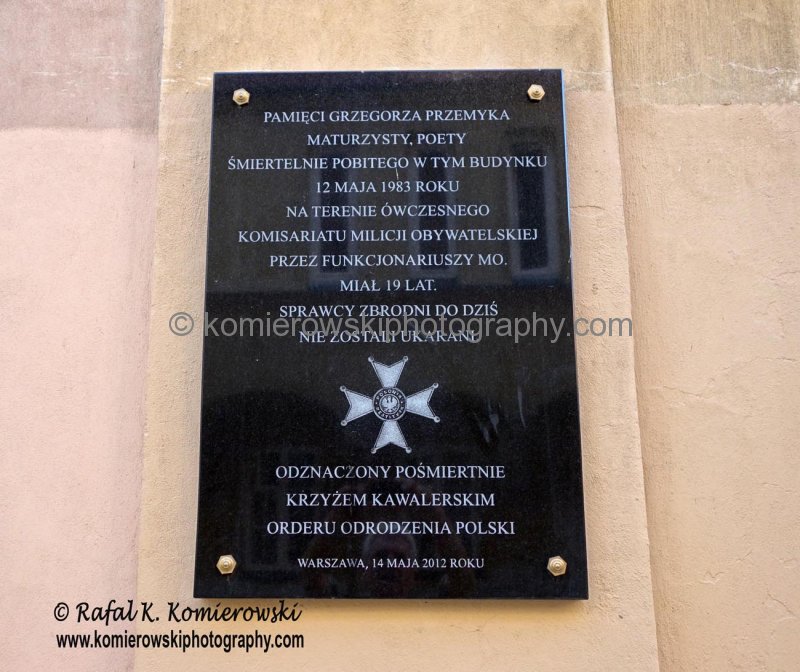 PAMIĘCI GRZEGORZA PRZEMYKA
MATURZYSTY, POETY
ŚMIERTELNIE POBITEGO W TYM BUDYNKU
12 MAJA 1983 ROKU
NA TERENIE ÓWCZESNEGO
KOMISARIATU MILICJI OBYWATELSKIEJ
PRZEZ FUNKCJONARIUSZY MO.
MIAŁ 19 LAT.
SPRAWCY ZBRODNI DO DZIŚ
© komierowskiphotography.com
NIE ZOSTALI UKARANI
ODZNACZONY POŚMIERTNIE
KRZYŻEM KAWALERSKIM
ORDERU ODRODZENIA POLSKI
WARSZAWA, 14 MAJA 2012 ROKU
© Rafal K. Komierowski
www.komierowskiphotography.com